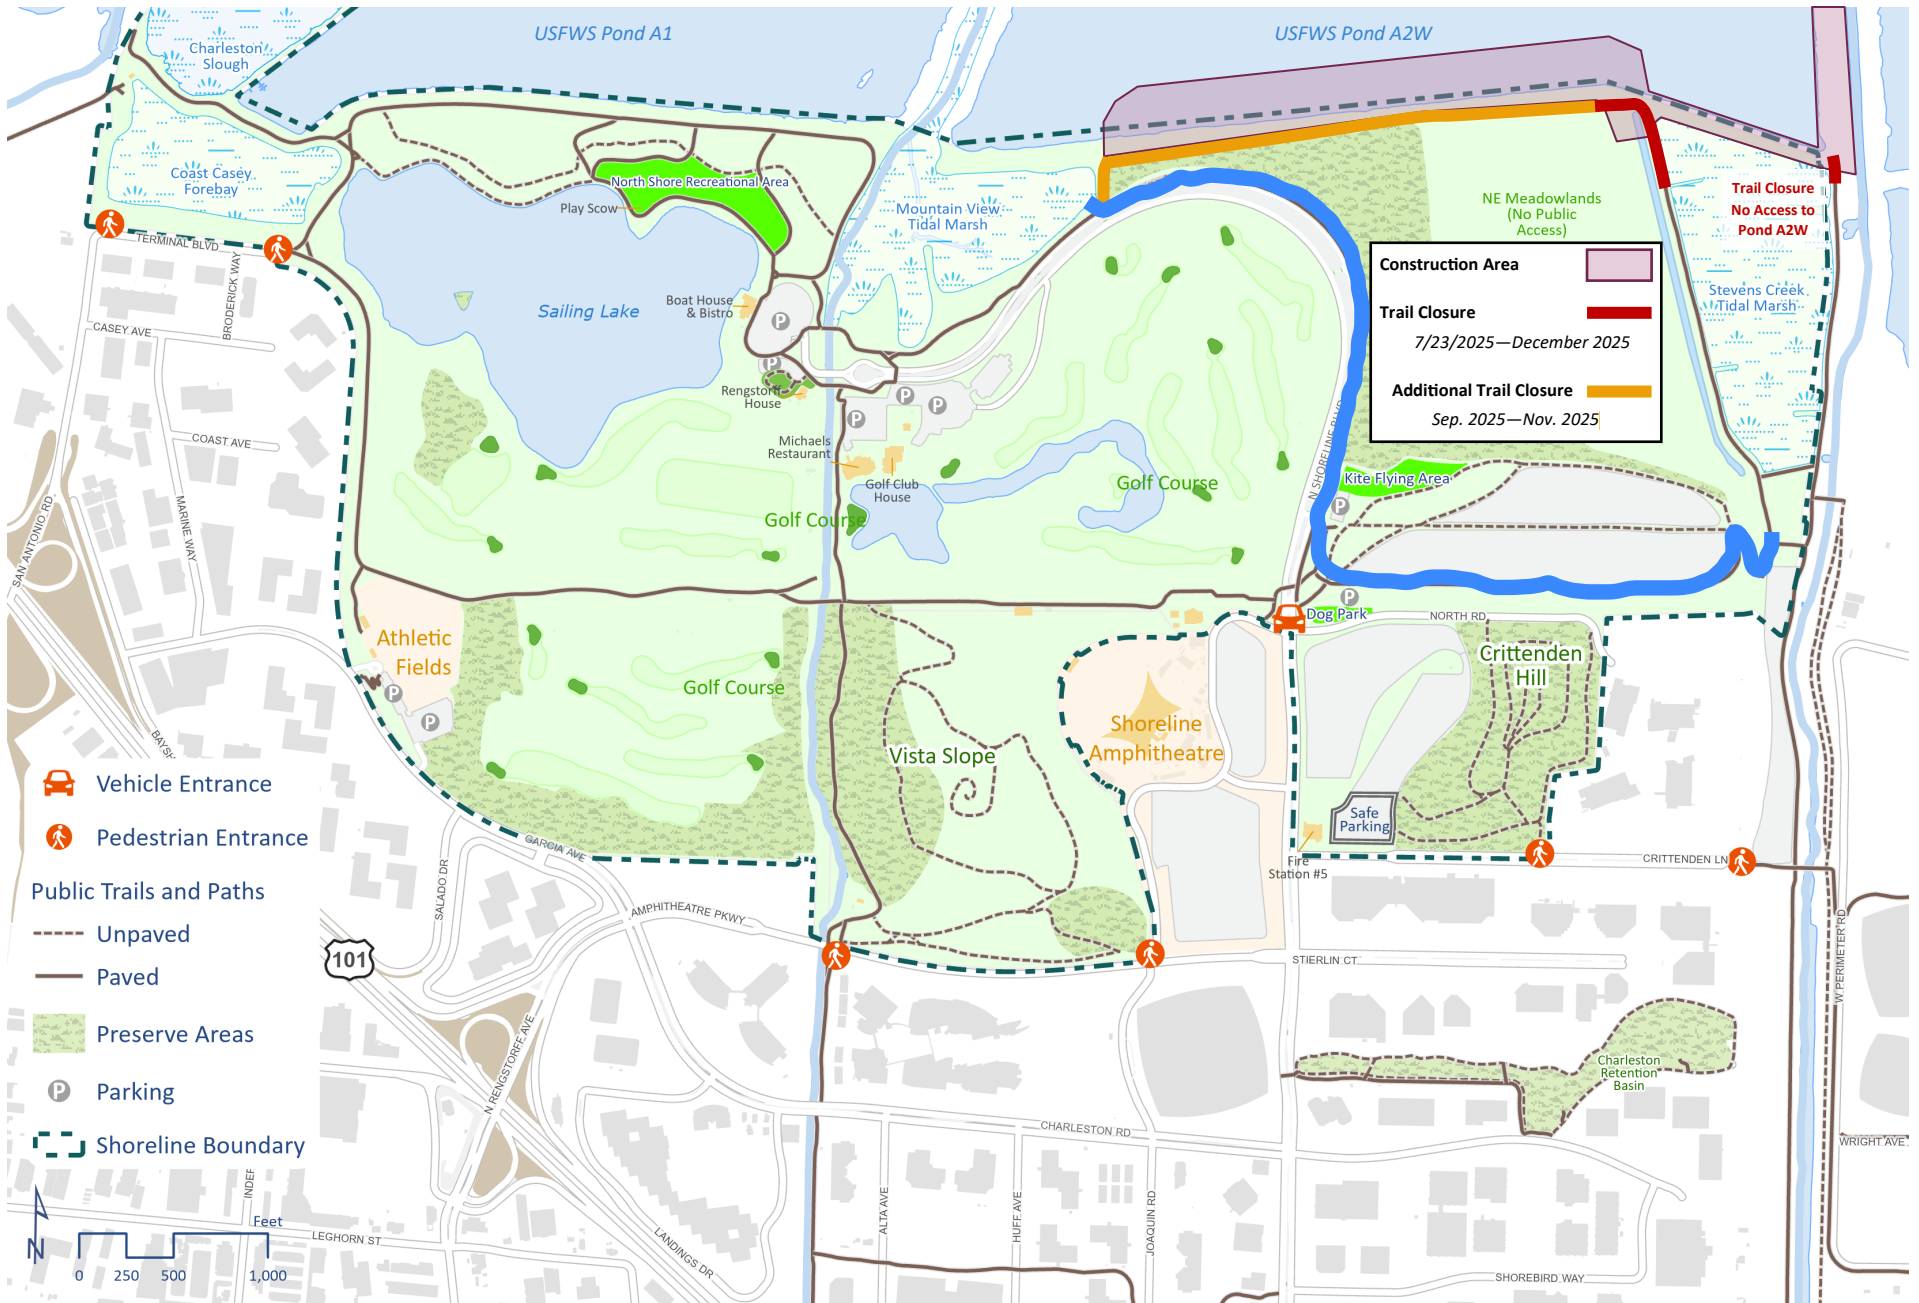 USFWS Pond A1
USFWS Pond A2W
Charleston
Slough
Coast Casey
Forebay
North Shore Recreational Area
Play Scow
Mountain View
Tidal Marsh
NE Meadowlands
(No Public
Access)
Trail Closure
No Access to
Pond A2W
TERMINAL BLVD
BRODERICK WAY
CASEY AVE
COAST AVE
MARINE WAY
SAN ANTONIO RD
Sailing Lake
Boat House
& Bistro
P
P
Rengstorff
House
Michaels
Restaurant
P
P
P
Golf Club
House
Golf Course
Golf Course
N SHORELINE BLVD
Construction Area
Trail Closure
7/23/2025—December 2025
Additional Trail Closure
Sep. 2025—Nov. 2025
Stevens Creek
Tidal Marsh
Kite Flying Area
P
P
Dog Park
NORTH RD
Crittenden
Hill
Athletic
Fields
P
P
Golf Course
Vista Slope
Shoreline
Amphitheatre
Safe
Parking
Fire
Station #5
CRITTENDEN LN
BAYSH
GARCIA AVE
SALADO DR
AMPHITHEATRE PKWY
STIERLIN CT
W PERIMETER RD
101
N RENGSTORFF AVE
Charleston
Retention
Basin
CHARLESTON RD
WRIGHT AVE
ALTA AVE
HUFF AVE
JOAQUIN RD
LANDINGS DR
LEGHORN ST
INDEP
SHOREBIRD WAY
Vehicle Entrance
Pedestrian Entrance
Public Trails and Paths
Unpaved
Paved
Preserve Areas
P Parking
Shoreline Boundary
N
Feet
0 250 500 1,000